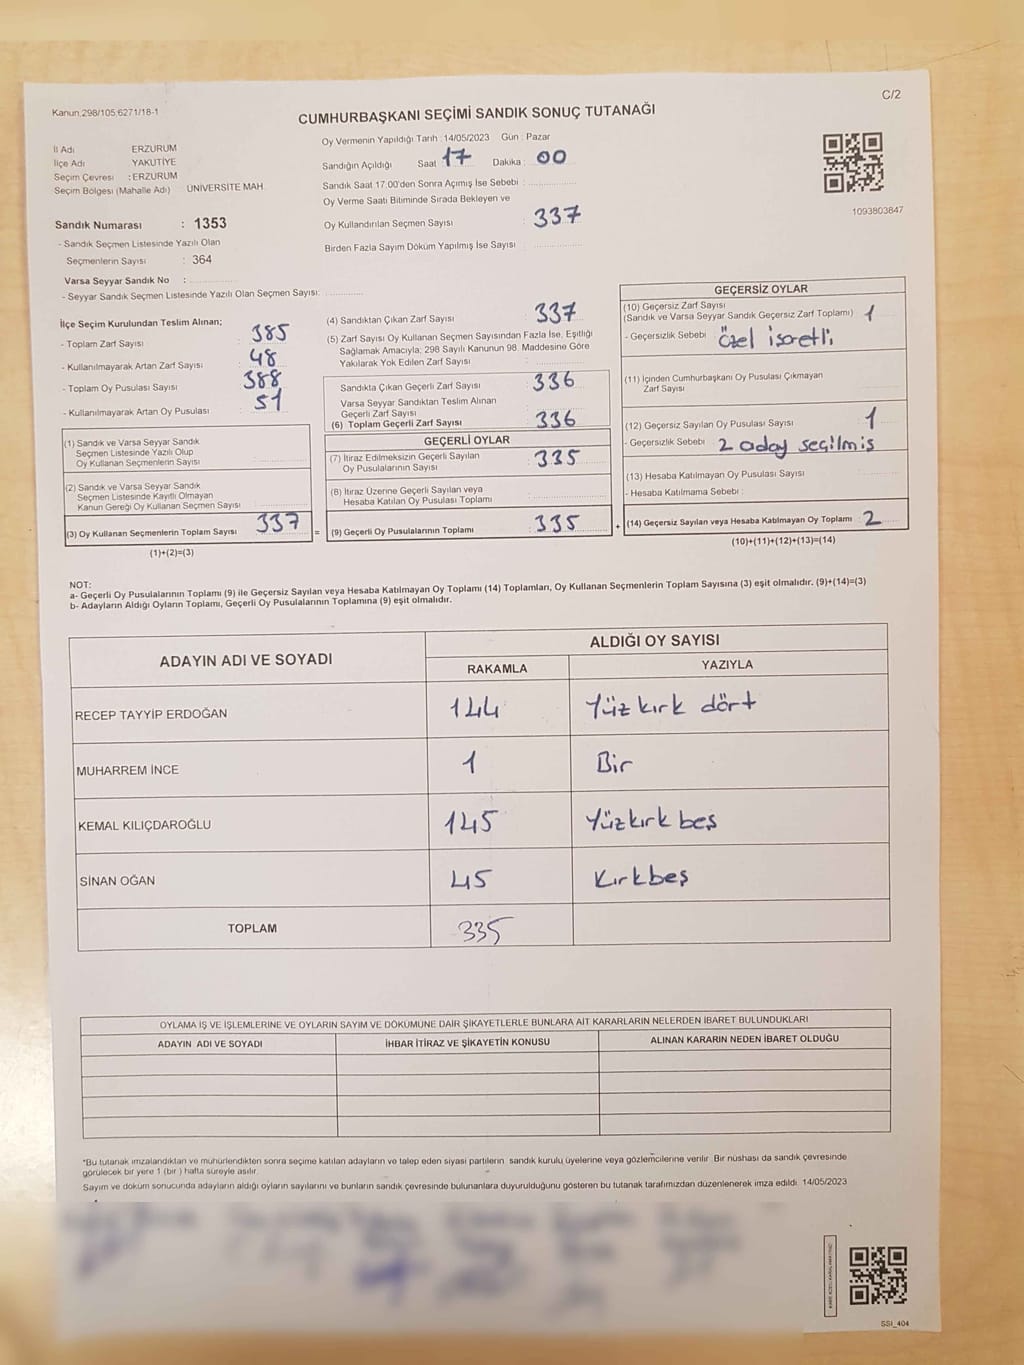 C/2
Kanun,298/105;6271/18-1
CUMHURBAŞKANI SEÇİMİ SANDIK SONUÇ TUTANAĞI
İl Adı ERZURUM
İlçe Adı YAKUTİYE
Seçim Çevresi : ERZURUM
Seçim Bölgesi (Mahalle Adı) ÜNİVERSİTE MAH.
Sandık Numarası : 1353
- Sandık Seçmen Listesinde Yazılı Olan
Seçmenlerin Sayısı : 364
Varsa Seyyar Sandık No :
- Seyyar Sandık Seçmen Listesinde Yazılı Olan Seçmen Sayısı:
Oy Vermenin Yapıldığı Tarih : 14/05/2023 Gün : Pazar
Sandığın Açıldığı Saat 17 Dakika : 00
Sandık Saat 17:00'den Sonra Açımış İse Sebebi :
Oy Verme Saati Bitiminde Sırada Bekleyen ve
Oy Kullandırılan Seçmen Sayısı : 337
Birden Fazla Sayım Döküm Yapılmış İse Sayısı :
1093803847
İlçe Seçim Kurulundan Teslim Alınan;
- Toplam Zarf Sayısı : 385
- Kullanılmayarak Artan Zarf Sayısı : 48
- Toplam Oy Pusulası Sayısı : 388
- Kullanılmayarak Artan Oy Pusulası : 51
(1) Sandık ve Varsa Seyyar Sandık
Seçmen Listesinde Yazılı Olup
Oy Kullanan Seçmenlerin Sayısı
(2) Sandık ve Varsa Seyyar Sandık
Seçmen Listesinde Kayıtlı Olmayan
Kanun Gereği Oy Kullanan Seçmen Sayısı
(3) Oy Kullanan Seçmenlerin Toplam Sayısı 337 =
(1)+(2)=(3)
(4) Sandıktan Çıkan Zarf Sayısı : 337
(5) Zarf Sayısı Oy Kullanan Seçmen Sayısından Fazla İse, Eşitliği
Sağlamak Amacıyla; 298 Sayılı Kanunun 98. Maddesine Göre
Yakılarak Yok Edilen Zarf Sayısı
Sandıkta Çıkan Geçerli Zarf Sayısı : 336
Varsa Seyyar Sandıktan Teslim Alınan
Geçerli Zarf Sayısı
(6) Toplam Geçerli Zarf Sayısı : 336
GEÇERLİ OYLAR
(7) İtiraz Edilmeksizin Geçerli Sayılan
Oy Pusulalarının Sayısı : 335
(8) İtiraz Üzerine Geçerli Sayılan veya
Hesaba Katılan Oy Pusulası Toplamı
(9) Geçerli Oy Pusulalarının Toplamı : 335 +
GEÇERSİZ OYLAR
(10) Geçersiz Zarf Sayısı
(Sandık ve Varsa Seyyar Sandık Geçersiz Zarf Toplamı) 1
- Geçersizlik Sebebi : Özel işaretli
(11) İçinden Cumhurbaşkanı Oy Pusulası Çıkmayan
Zarf Sayısı
(12) Geçersiz Sayılan Oy Pusulası Sayısı 1
- Geçersizlik Sebebi : 2 aday seçilmiş
(13) Hesaba Katılmayan Oy Pusulası Sayısı
- Hesaba Katılmama Sebebi :
(14) Geçersiz Sayılan veya Hesaba Katılmayan Oy Toplamı : 2
(10)+(11)+(12)+(13)=(14)
NOT:
a- Geçerli Oy Pusulalarının Toplamı (9) ile Geçersiz Sayılan veya Hesaba Katılmayan Oy Toplamı (14) Toplamları, Oy Kullanan Seçmenlerin Toplam Sayısına (3) eşit olmalıdır. (9)+(14)=(3)
b- Adayların Aldığı Oyların Toplamı, Geçerli Oy Pusulalarının Toplamına (9) eşit olmalıdır.
ADAYIN ADI VE SOYADI ALDIĞI OY SAYISI
RAKAMLA YAZIYLA
RECEP TAYYİP ERDOĞAN 144 Yüzkırk dört
MUHARREM İNCE 1 Bir
KEMAL KILIÇDAROĞLU 145 Yüzkırk beş
SİNAN OĞAN 45 Kırkbeş
TOPLAM 335
OYLAMA İŞ VE İŞLEMLERİNE VE OYLARIN SAYIM VE DÖKÜMÜNE DAİR ŞİKAYETLERLE BUNLARA AİT KARARLARIN NELERDEN İBARET BULUNDUKLARI
ADAYIN ADI VE SOYADI İHBAR İTİRAZ VE ŞİKAYETİN KONUSU ALINAN KARARIN NEDEN İBARET OLDUĞU
*Bu tutanak imzalandıktan ve mühürlendikten sonra seçime katılan adayların ve talep eden siyasi partilerin sandık kurulu üyelerine veya gözlemcilerine verilir. Bir nüshası da sandık çevresinde
görülecek bir yere 1 (bir ) hafta süreyle asılır.
Sayım ve döküm sonucunda adayların aldığı oyların sayılarını ve bunların sandık çevresinde bulunanlara duyurulduğunu gösteren bu tutanak tarafımızdan düzenlenerek imza edildi. 14/05/2023
SSI_404